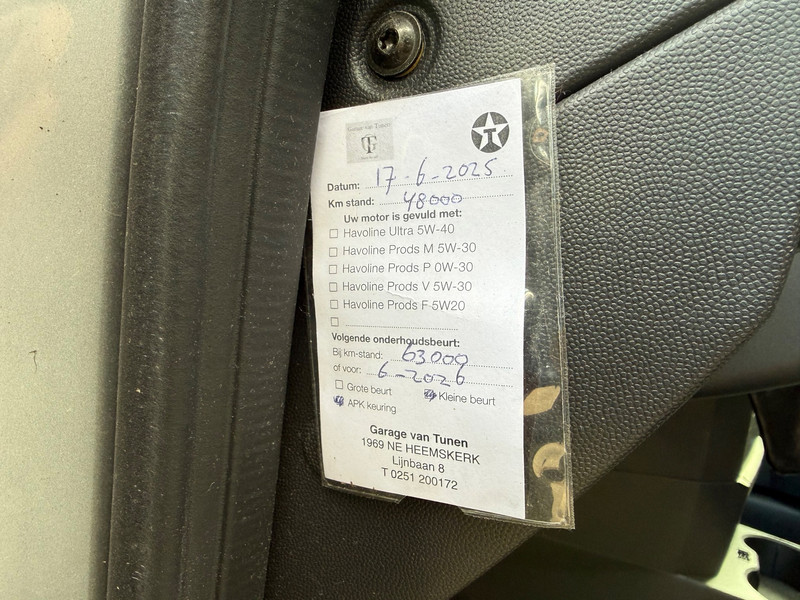 Garage van Tunen
T
Datum: 17-6-2025
Km stand: 48000
Uw motor is gevuld met:
☐ Havoline Ultra 5W-40
☐ Havoline Prods M 5W-30
☐ Havoline Prods P 0W-30
☐ Havoline Prods V 5W-30
☐ Havoline Prods F 5W20
☐
Volgende onderhoudsbeurt:
Bij km-stand: 63000
of voor: 6-2026
☐ Grote beurt ☒ Kleine beurt
☒ APK keuring
Garage van Tunen
1969 NE HEEMSKERK
Lijnbaan 8
T 0251 200172